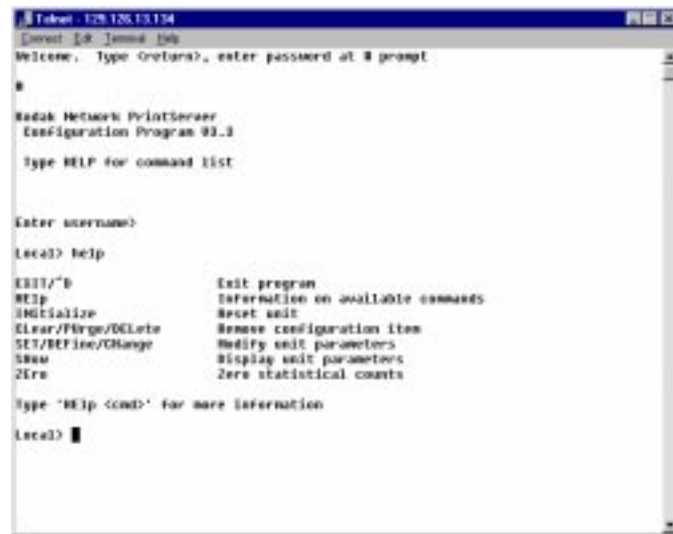 Telnet - 129.126.13.134
Connect Edit Terminal Help
Welcome. Type <return>, enter password at # prompt
#
Kodak Network PrintServer
Configuration Program V3.3
Type HELP for command list
Enter username>
Local> help
EXIT/^D Exit program
HElp Information on available commands
INitialize Reset unit
CLear/PUrge/DELete Remove configuration item
SET/DEFine/CHange Modify unit parameters
SHow Display unit parameters
ZEro Zero statistical counts
Type 'HElp <cmd>' for more information
Local>